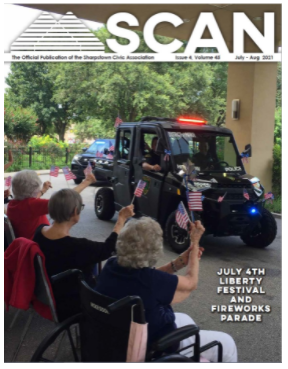 SCAN
The Official Publication of the Sharpstown Civic Association Issue 4, Volume 48 July - Aug. 2021
POLICE
JULY 4TH
LIBERTY
FESTIVAL
AND
FIREWORKS
PARADE